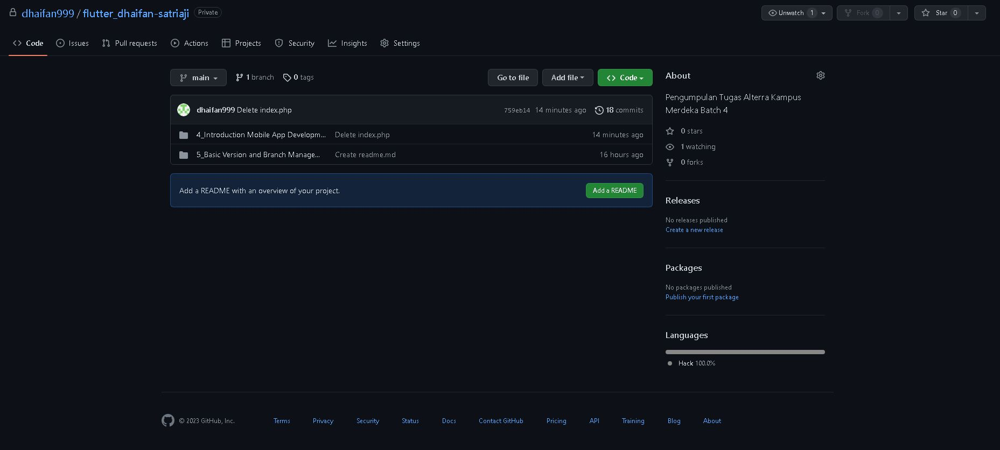 dhaifan999 / flutter_dhaifan-satriaji Private
Unwatch 1 Fork 0 Star 0
Code Issues Pull requests Actions Projects Security Insights Settings
main 1 branch 0 tags Go to file Add file Code
dhaifan999 Delete index.php 759eb14 14 minutes ago 18 commits
4_Introduction Mobile App Developm... Delete index.php 14 minutes ago
5_Basic Version and Branch Manage... Create readme.md 16 hours ago
Add a README with an overview of your project. Add a README
About
Pengumpulan Tugas Alterra Kampus
Merdeka Batch 4
0 stars
1 watching
0 forks
Releases
No releases published
Create a new release
Packages
No packages published
Publish your first package
Languages
Hack 100.0%
© 2023 GitHub, Inc. Terms Privacy Security Status Docs Contact GitHub Pricing API Training Blog About